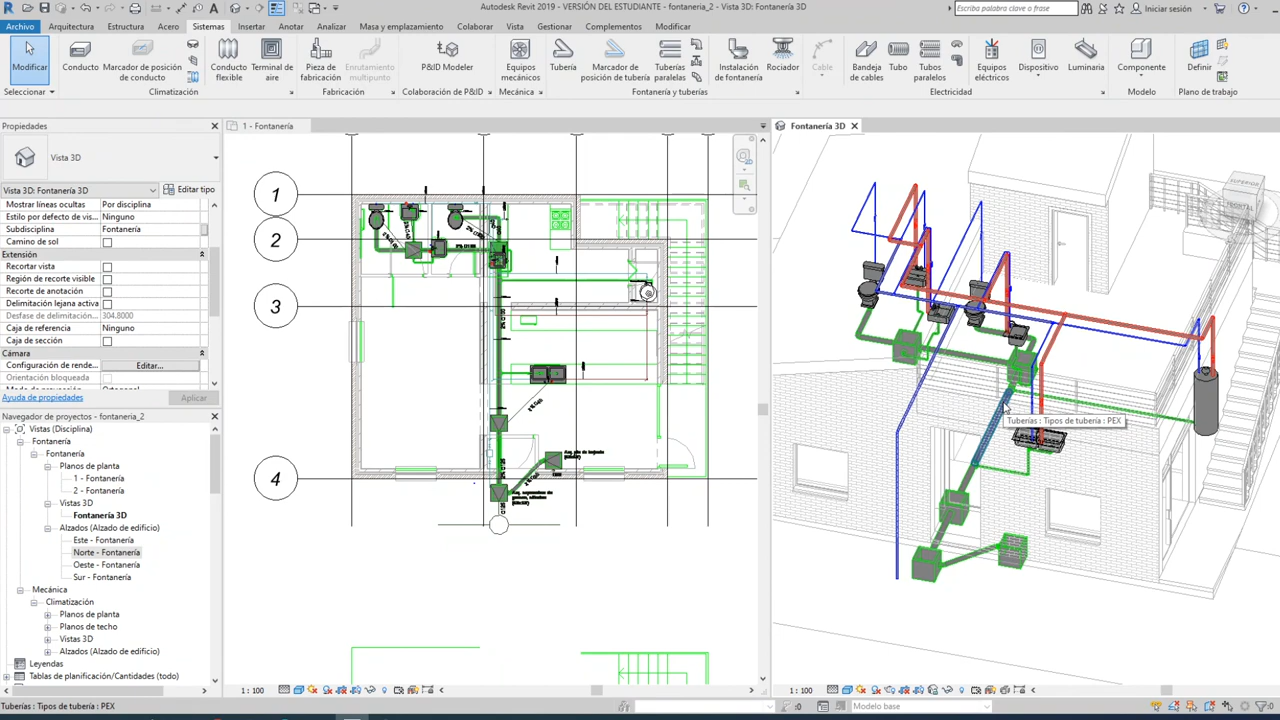 Autodesk Revit 2019 - VERSIÓN DEL ESTUDIANTE - fontaneria_2 - Vista 3D: Fontanería 3D
Escriba palabra clave o frase
Iniciar sesión
Archivo Arquitectura Estructura Acero Sistemas Insertar Anotar Analizar Masa y emplazamiento Colaborar Vista Gestionar Complementos Modificar
Modificar
Conducto
Marcador de posición de conducto
Conducto flexible
Terminal de aire
Pieza de fabricación
Enrutamiento multipunto
P&ID Modeler
Equipos mecánicos
Tubería
Marcador de posición de tubería
Tuberías paralelas
Instalación de fontanería
Rociador
Cable
Bandeja de cables
Tubo
Tubos paralelos
Equipos eléctricos
Dispositivo
Luminaria
Componente
Definir
Seleccionar
Climatización
Fabricación
Colaboración de P&ID
Mecánica
Fontanería y tuberías
Electricidad
Modelo
Plano de trabajo
Propiedades
Vista 3D
Vista 3D: Fontanería 3D
Editar tipo
Mostrar líneas ocultas Por disciplina
Estilo por defecto de vis... Ninguno
Subdisciplina Fontanería
Camino de sol
Extensión
Recortar vista
Región de recorte visible
Recorte de anotación
Delimitación lejana activa
Desfase de delimitación... 304.8000
Caja de referencia Ninguno
Caja de sección
Cámara
Configuración de rende... Editar...
Orientación bloqueada
Ayuda de propiedades
Aplicar
Navegador de proyectos - fontaneria_2
Vistas (Disciplina)
Fontanería
Fontanería
Planos de planta
1 - Fontanería
2 - Fontanería
Vistas 3D
Fontanería 3D
Alzados (Alzado de edificio)
Este - Fontanería
Norte - Fontanería
Oeste - Fontanería
Sur - Fontanería
Mecánica
Climatización
Planos de planta
Planos de techo
Vistas 3D
Alzados (Alzado de edificio)
Leyendas
Tablas de planificación/Cantidades (todo)
Tuberías : Tipos de tubería : PEX
1 - Fontanería
1
2
3
4
1 : 100
Fontanería 3D
SUPERIOR
Tuberías : Tipos de tubería : PEX
1 : 100
:0
Modelo base
:0